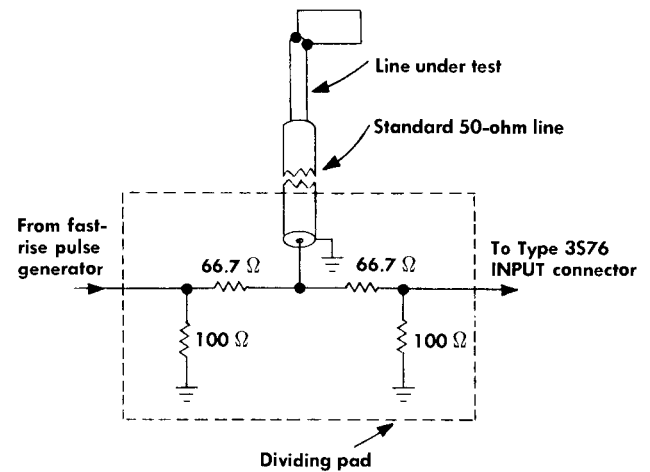 Line under test
Standard 50-ohm line
From fast-
rise pulse
generator
66.7 Ω
66.7 Ω
To Type 3S76
INPUT connector
100 Ω
100 Ω
Dividing pad